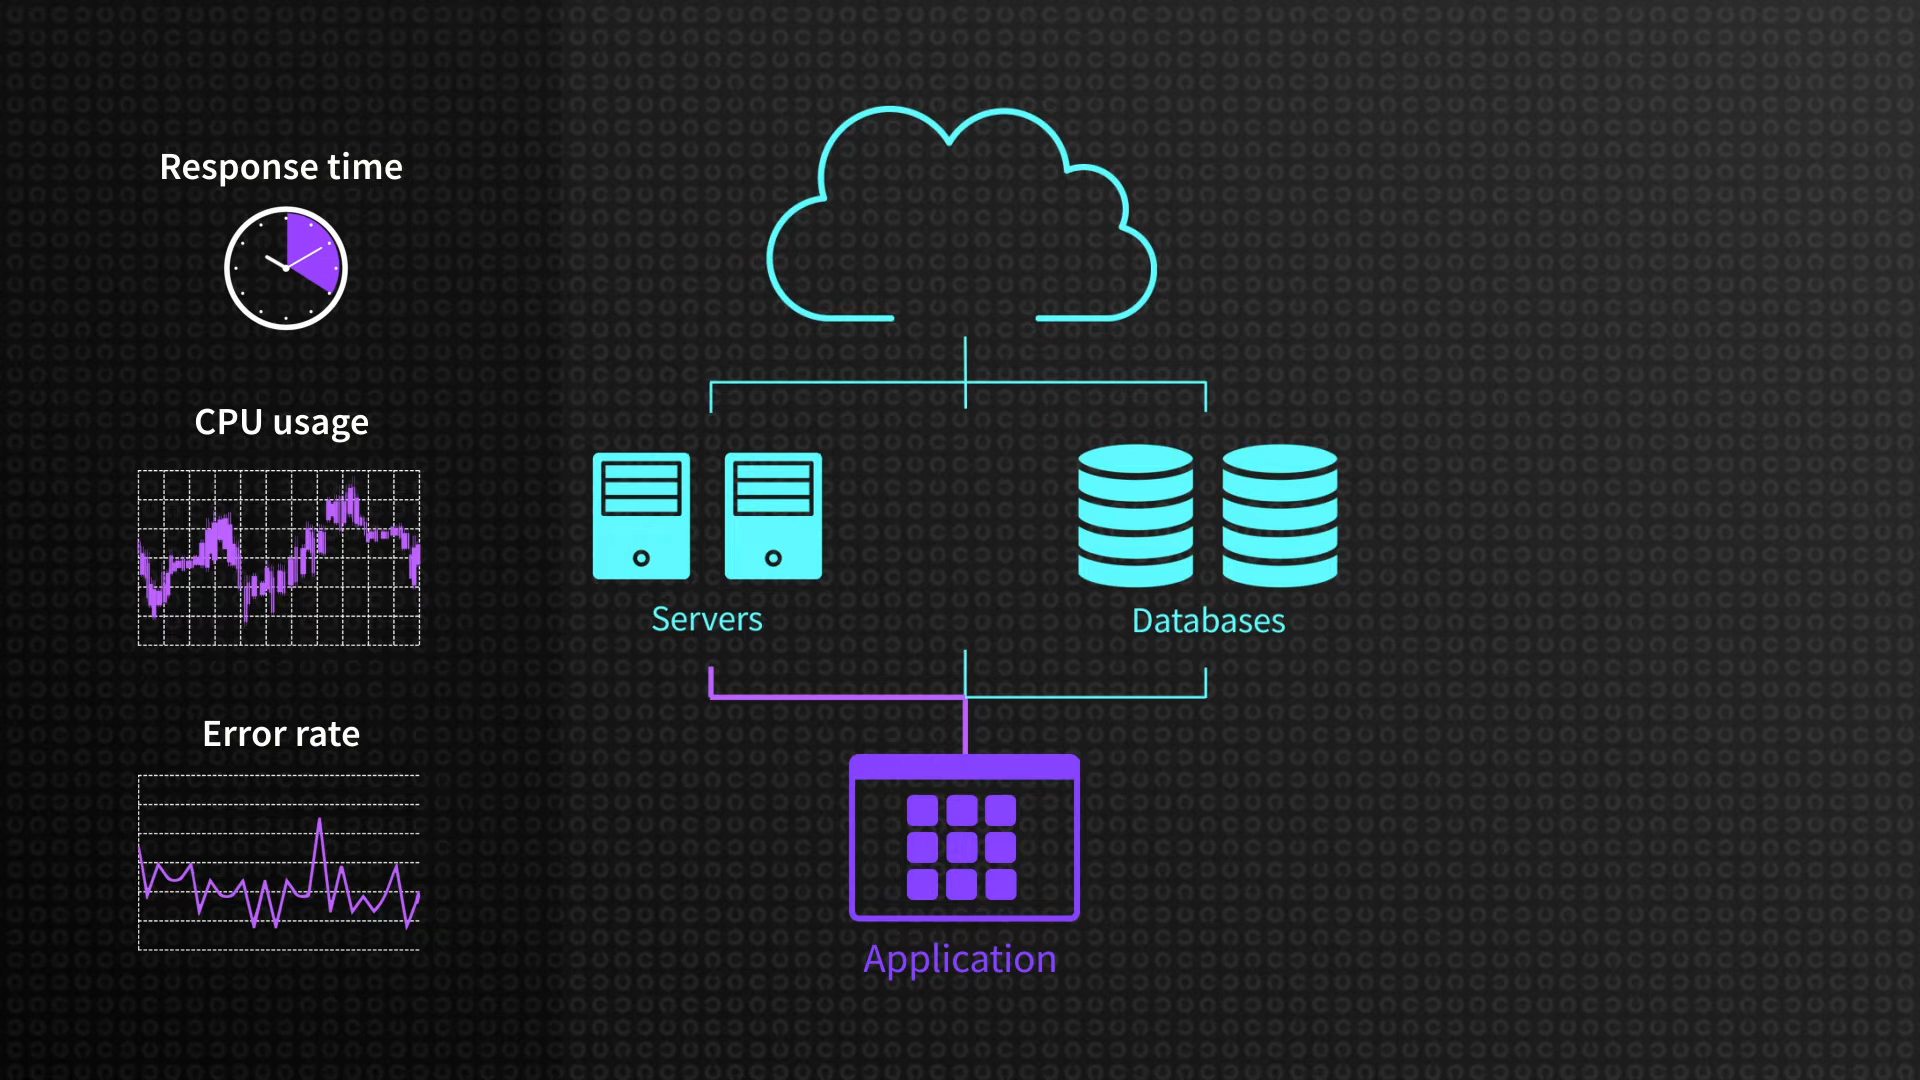 Response time
CPU usage
Error rate
Servers
Databases
Application